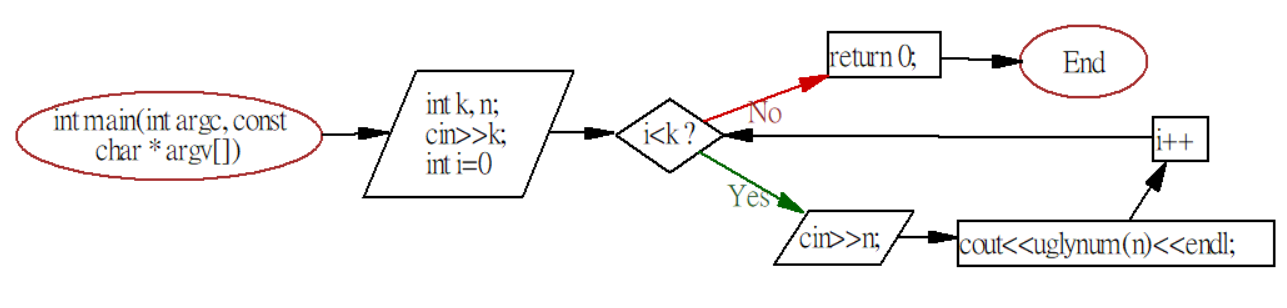 int main(int argc, const
char * argv[])
int k, n;
cin>>k;
int i=0
i<k ?
No
return 0;
End
Yes
cin>>n;
cout<<uglynum(n)<<endl;
i++